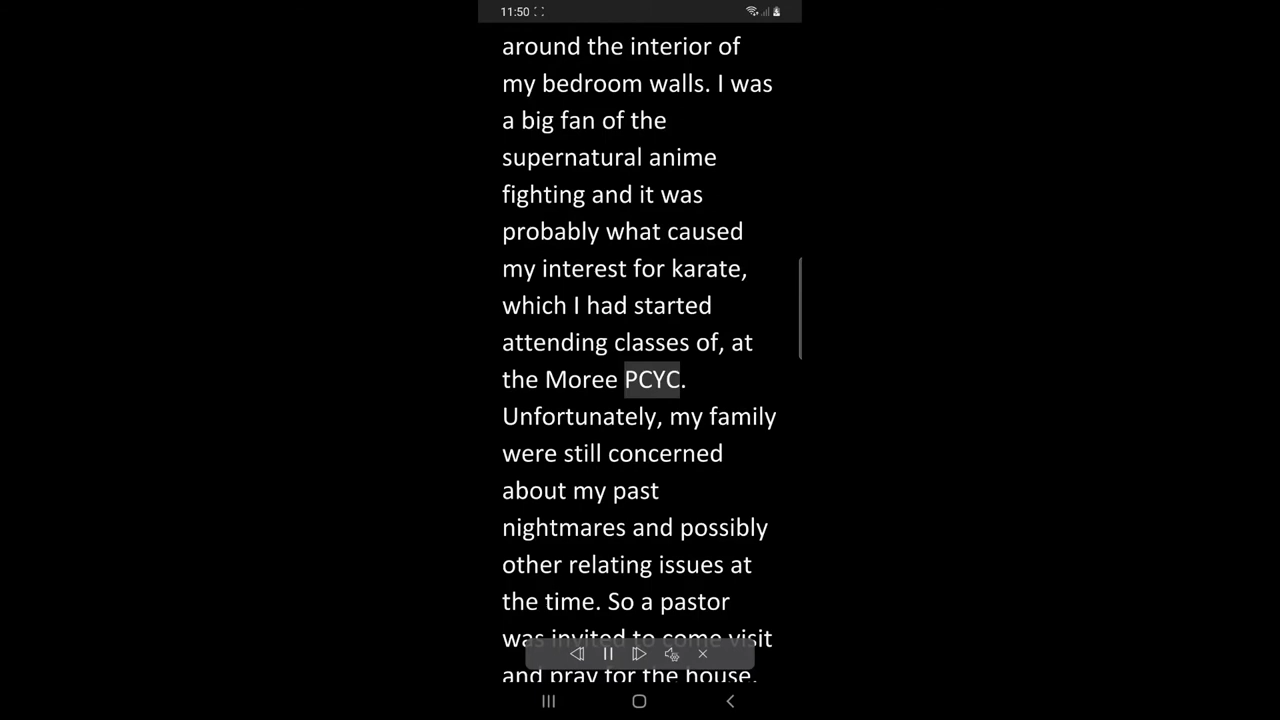 11:50
around the interior of
my bedroom walls. I was
a big fan of the
supernatural anime
fighting and it was
probably what caused
my interest for karate,
which I had started
attending classes of, at
the Moree PCYC.
Unfortunately, my family
were still concerned
about my past
nightmares and possibly
other relating issues at
the time. So a pastor
was invited to come visit
and pray for the house.